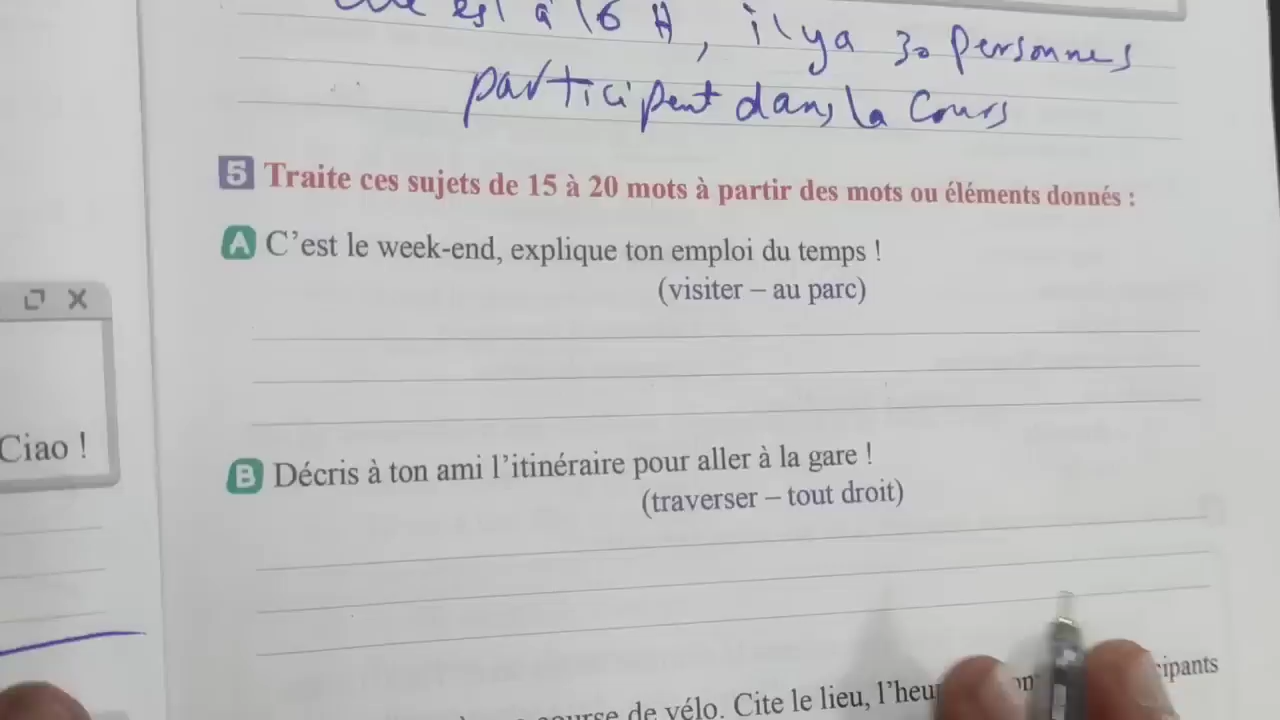 est à 16 H, il ya 30 Personnes
participent dans la Cours
5 Traite ces sujets de 15 à 20 mots à partir des mots ou éléments donnés :
A C'est le week-end, explique ton emploi du temps !
(visiter – au parc)
Ciao !
B Décris à ton ami l'itinéraire pour aller à la gare !
(traverser – tout droit)
de vélo. Cite le lieu, l'heu